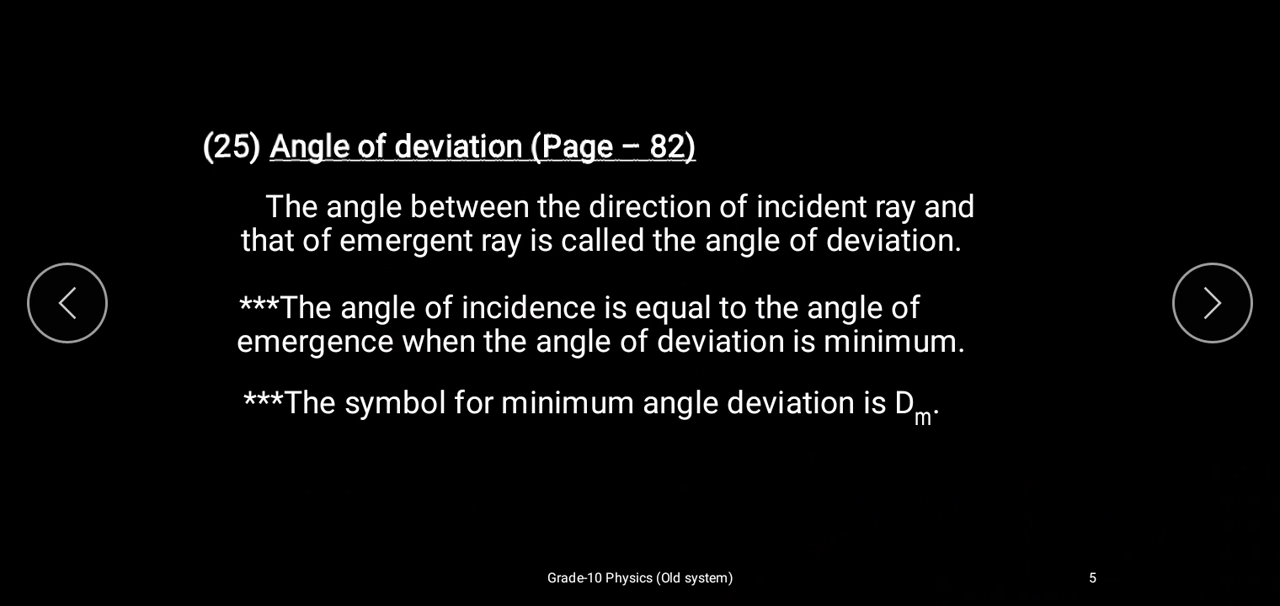 (25) Angle of deviation (Page – 82)
The angle between the direction of incident ray and
that of emergent ray is called the angle of deviation.
***The angle of incidence is equal to the angle of
emergence when the angle of deviation is minimum.
***The symbol for minimum angle deviation is Dm.
Grade-10 Physics (Old system)
5